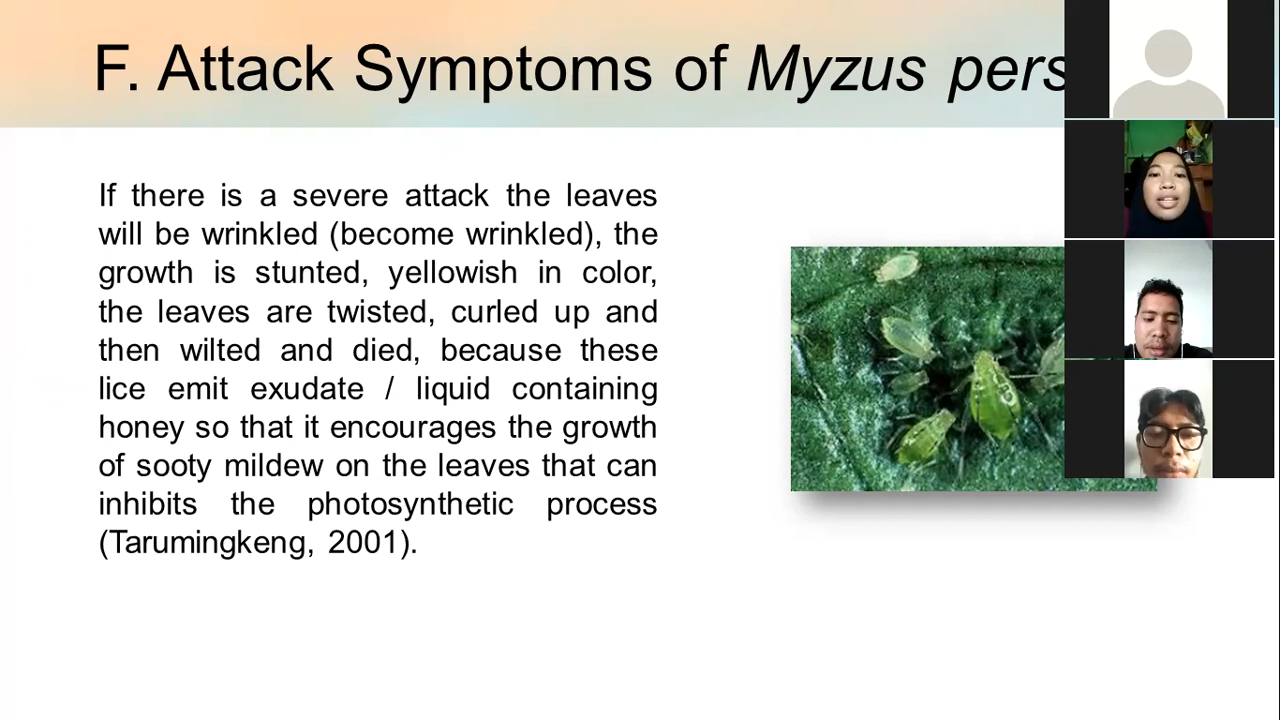 F. Attack Symptoms of Myzus pers
If there is a severe attack the leaves
will be wrinkled (become wrinkled), the
growth is stunted, yellowish in color,
the leaves are twisted, curled up and
then wilted and died, because these
lice emit exudate / liquid containing
honey so that it encourages the growth
of sooty mildew on the leaves that can
inhibits the photosynthetic process
(Tarumingkeng, 2001).